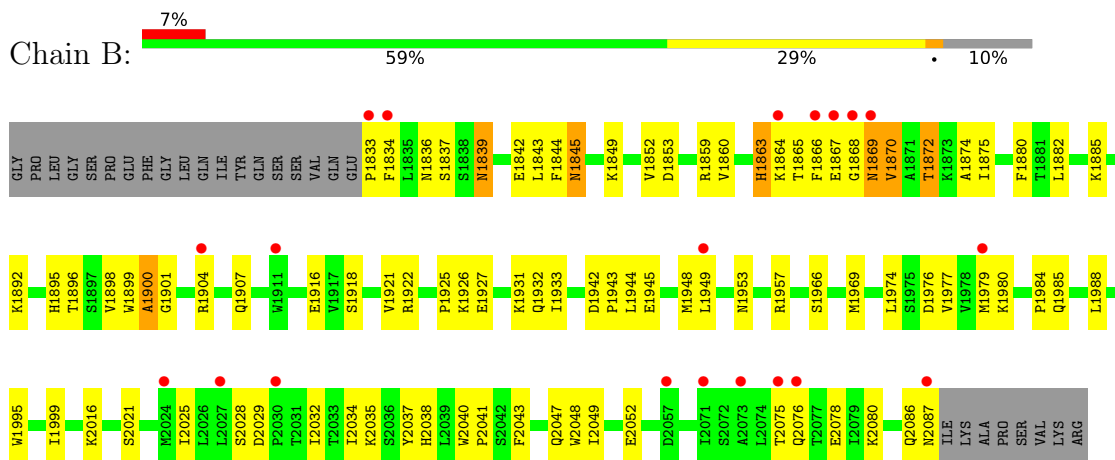 7%
Chain B:
59% 29% • 10%
GLY PRO LEU GLY SER PRO GLU PHE GLY LEU GLN ILE TYR GLN SER SER VAL GLN GLU P1833 F1834 L1835 N1836 S1837 S1838 N1839 E1842 L1843 F1844 N1845 K1849 V1852 D1853 R1859 V1860 H1863 K1864 T1865 F1866 E1867 G1868 N1869 V1870 A1871 T1872 K1873 A1874 I1875 F1880 T1881 L1882 K1885
K1892 H1895 T1896 S1897 V1898 W1899 A1900 G1901 R1904 Q1907 W1911 E1916 V1917 S1918 V1921 R1922 P1925 K1926 E1927 K1931 Q1932 I1933 D1942 P1943 L1944 E1945 M1948 L1949 N1953 R1957 S1966 M1969 L1974 S1975 D1976 V1977 V1978 M1979 K1980 P1984 Q1985 L1988
W1995 I1999 K2016 S2021 M2024 I2025 L2026 L2027 S2028 D2029 P2030 T2031 I2032 T2033 I2034 K2035 S2036 Y2037 H2038 L2039 W2040 P2041 S2042 F2043 Q2047 W2048 I2049 E2052 D2057 I2071 S2072 A2073 L2074 T2075 Q2076 T2077 E2078 I2079 K2080 Q2086 N2087 ILE LYS ALA PRO SER VAL LYS ARG